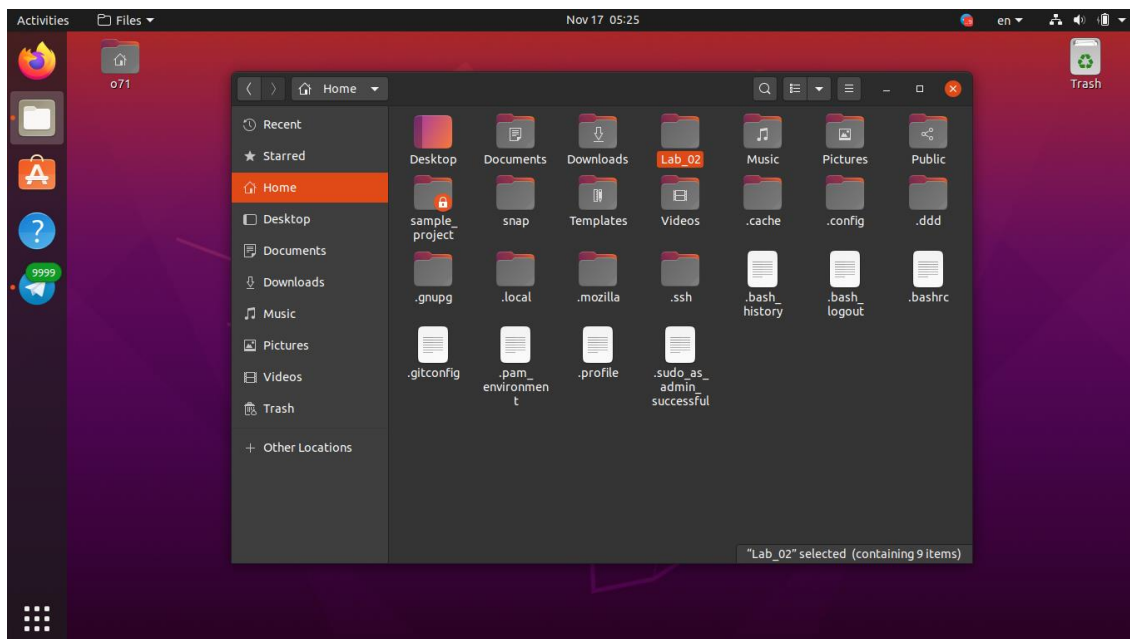 Activities Files Nov 17 05:25 en
o71
Trash
9999
Home
Recent
Starred
Home
Desktop
Documents
Downloads
Music
Pictures
Videos
Trash
+ Other Locations
Desktop Documents Downloads Lab_02 Music Pictures Public
sample_
project
snap Templates Videos .cache .config .ddd
.gnupg .local .mozilla .ssh
.bash_
history
.bash_
logout
.bashrc
.gitconfig
.pam_
environmen
t
.profile
.sudo_as_
admin_
successful
"Lab_02" selected (containing 9 items)